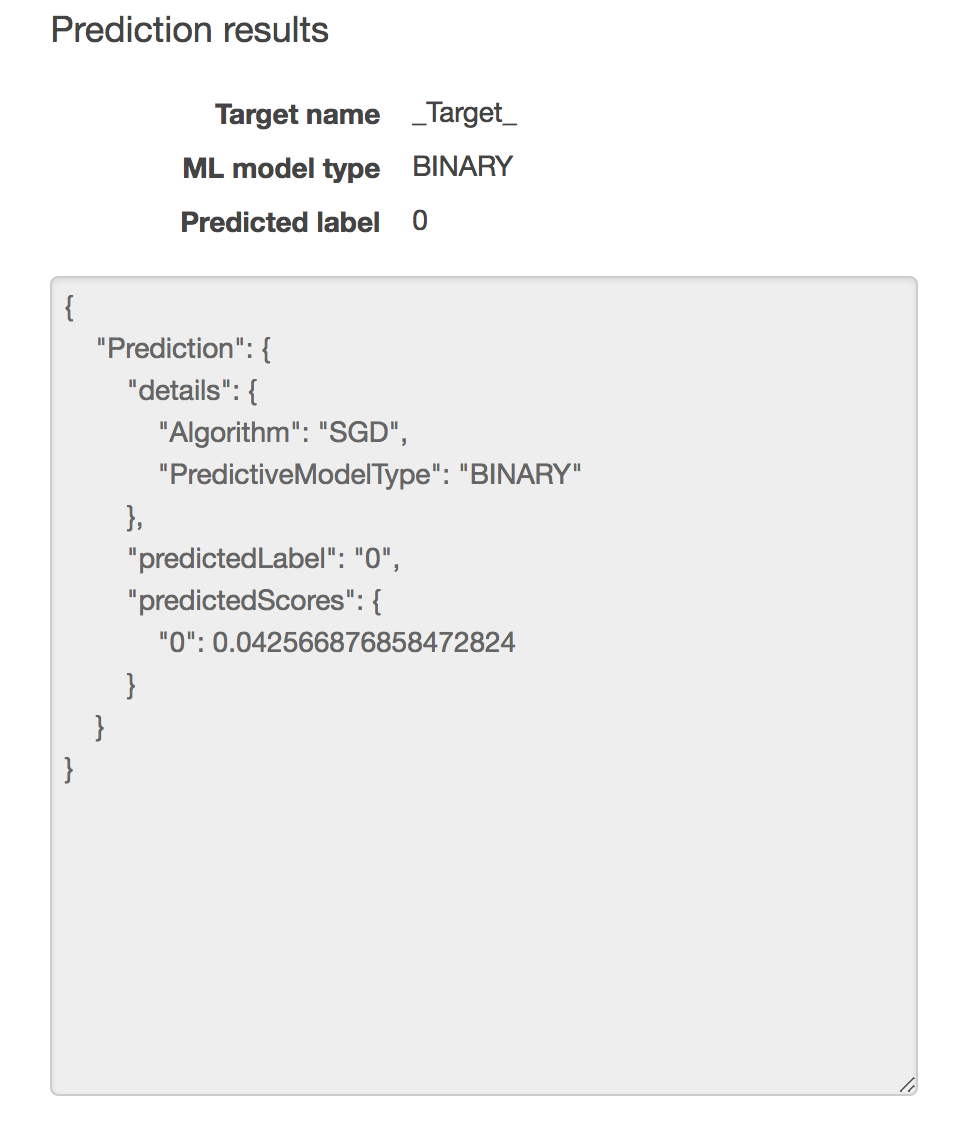 Prediction results
Target name _Target_
ML model type BINARY
Predicted label 0
{
"Prediction": {
"details": {
"Algorithm": "SGD",
"PredictiveModelType": "BINARY"
},
"predictedLabel": "0",
"predictedScores": {
"0": 0.042566876858472824
}
}
}